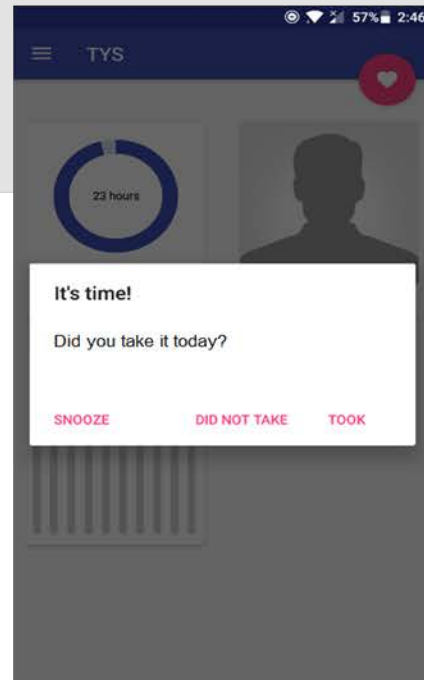 57% 2:46
TYS
23 hours
It's time!
Did you take it today?
SNOOZE DID NOT TAKE TOOK